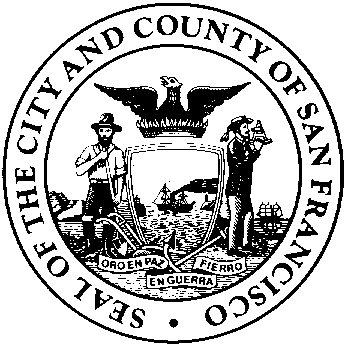 SEAL OF THE CITY AND COUNTY OF SAN FRANCISCO •
ORO EN PAZ
FIERRO
EN GUERRA